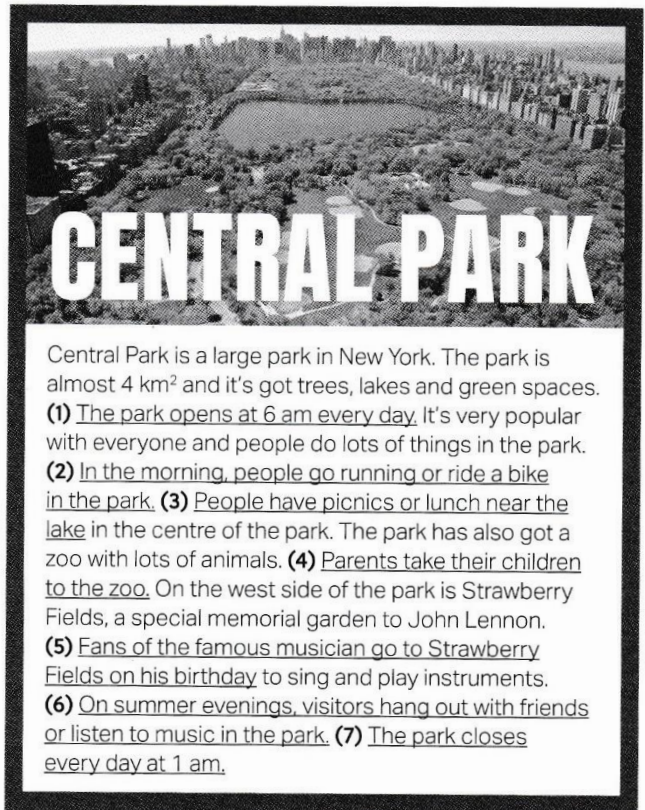 CENTRAL PARK
Central Park is a large park in New York. The park is
almost 4 km² and it's got trees, lakes and green spaces.
(1) The park opens at 6 am every day. It's very popular
with everyone and people do lots of things in the park.
(2) In the morning, people go running or ride a bike
in the park. (3) People have picnics or lunch near the
lake in the centre of the park. The park has also got a
zoo with lots of animals. (4) Parents take their children
to the zoo. On the west side of the park is Strawberry
Fields, a special memorial garden to John Lennon.
(5) Fans of the famous musician go to Strawberry
Fields on his birthday to sing and play instruments.
(6) On summer evenings, visitors hang out with friends
or listen to music in the park. (7) The park closes
every day at 1 am.